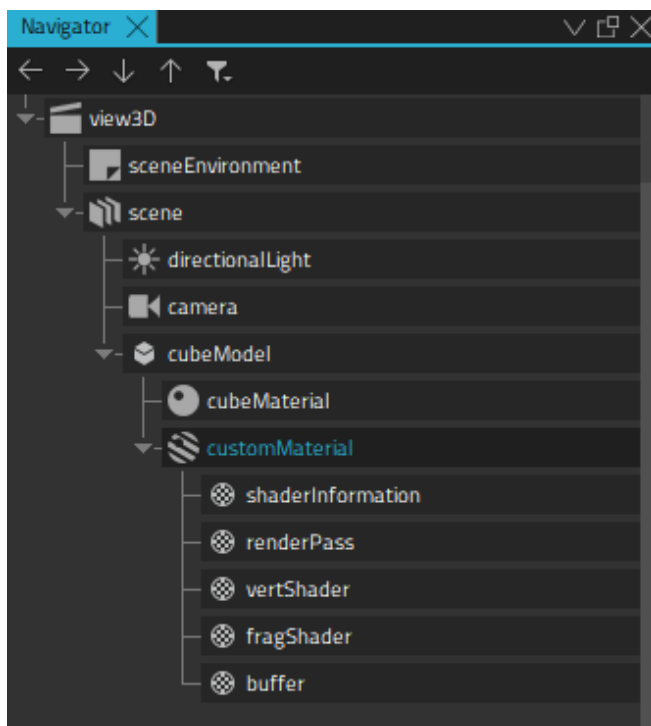 Navigator
view3D
sceneEnvironment
scene
directionalLight
camera
cubeModel
cubeMaterial
customMaterial
shaderInformation
renderPass
vertShader
fragShader
buffer